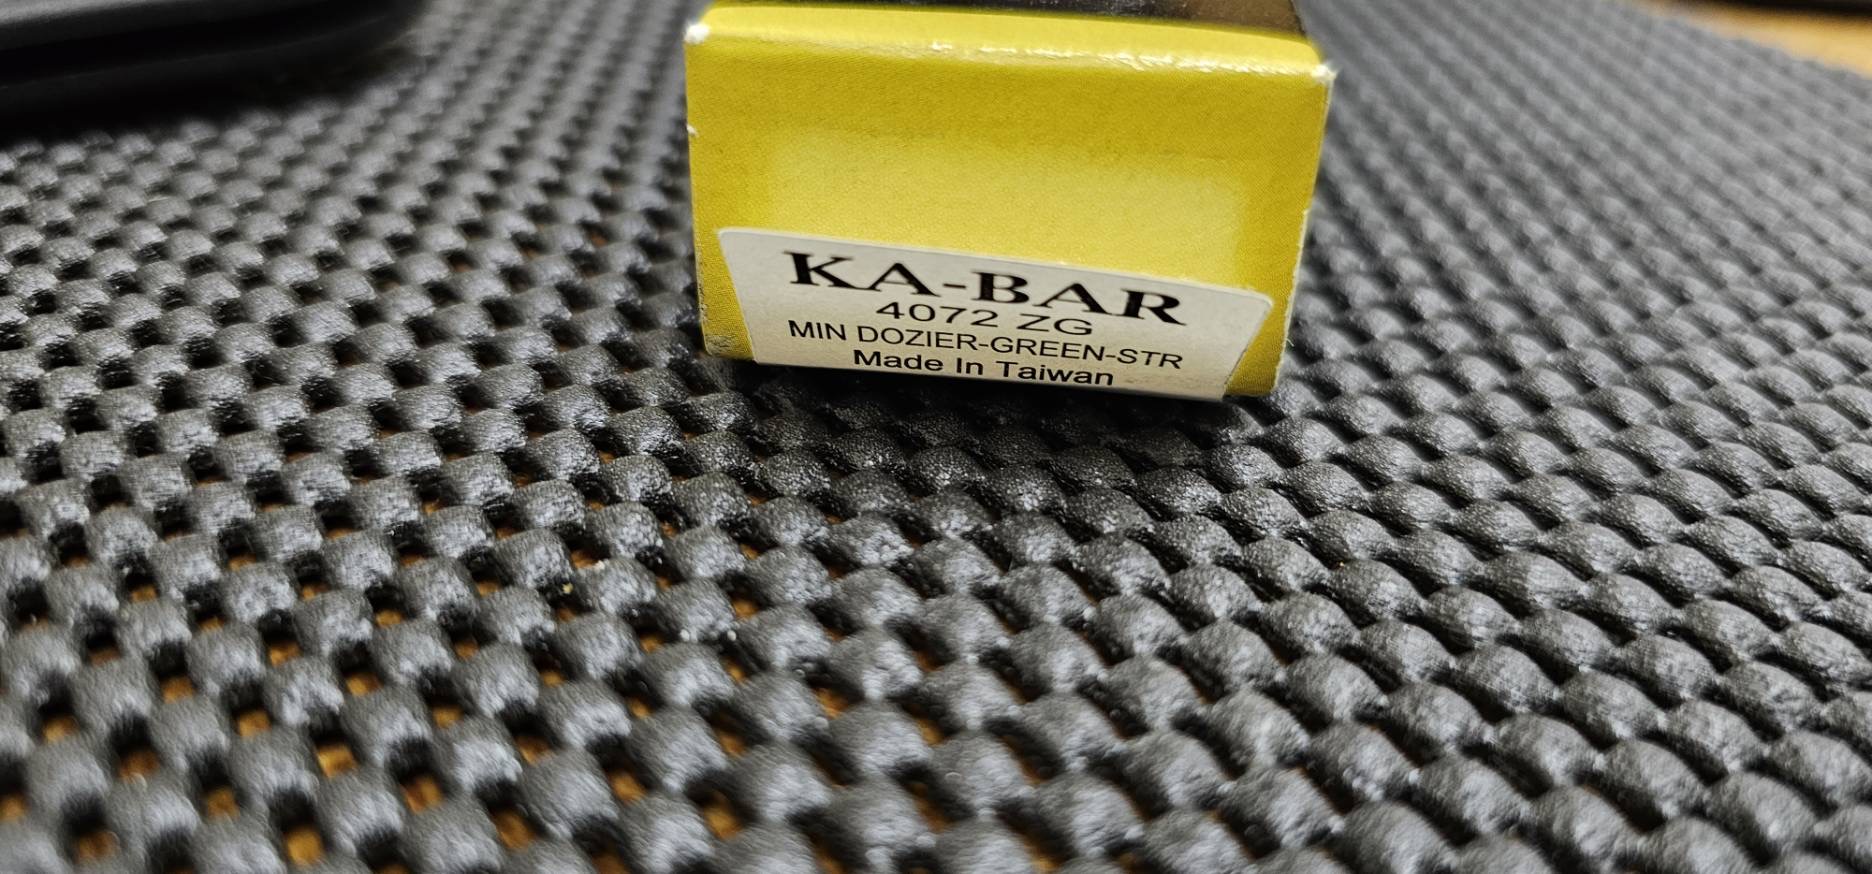 KA-BAR
4072 ZG
MIN DOZIER-GREEN-STR
Made In Taiwan